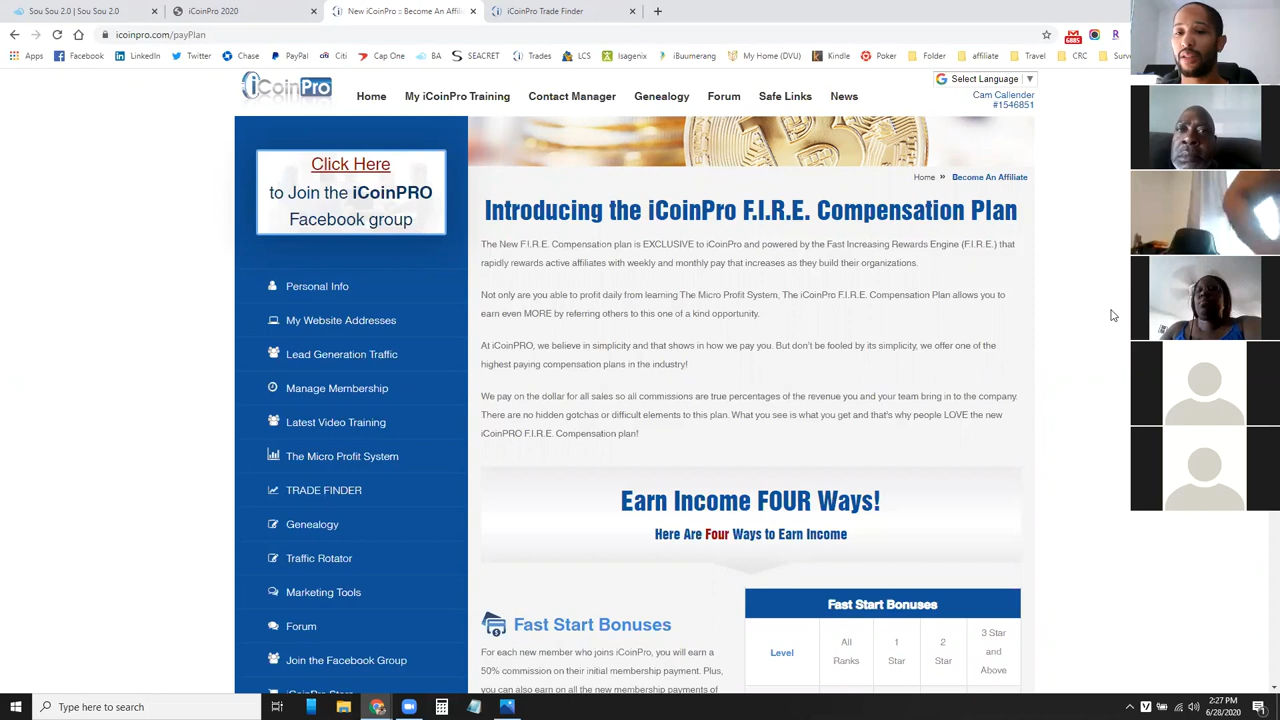 Sou Sou 2.0 | Sou Sou 2.0
iCoinPro 2020
iCoinPRO :: Become An Affili
iCoinPro Trade Finder
icoinpro.com/payPlan
6885
Apps Facebook LinkedIn Twitter Chase PayPal Citi Cap One BA SEACRET Trades LCS Isagenix iBuumerang My Home (DVU) Kindle Poker Folder affiliate Travel CRC Surv
iCoinPro
Home My iCoinPro Training Contact Manager Genealogy Forum Safe Links News
Select Language ▼
Cam Callender
#1546851
Click Here
to Join the iCoinPRO
Facebook group
Personal Info
My Website Addresses
Lead Generation Traffic
Manage Membership
Latest Video Training
The Micro Profit System
TRADE FINDER
Genealogy
Traffic Rotator
Marketing Tools
Forum
Join the Facebook Group
iCoinPro Store
Home » Become An Affiliate
Introducing the iCoinPro F.I.R.E. Compensation Plan
The New F.I.R.E. Compensation plan is EXCLUSIVE to iCoinPro and powered by the Fast Increasing Rewards Engine (F.I.R.E.) that
rapidly rewards active affiliates with weekly and monthly pay that increases as they build their organizations.
Not only are you able to profit daily from learning The Micro Profit System, The iCoinPro F.I.R.E. Compensation Plan allows you to
earn even MORE by referring others to this one of a kind opportunity.
At iCoinPRO, we believe in simplicity and that shows in how we pay you. But don't be fooled by its simplicity, we offer one of the
highest paying compensation plans in the industry!
We pay on the dollar for all sales so all commissions are true percentages of the revenue you and your team bring in to the company.
There are no hidden gotchas or difficult elements to this plan. What you see is what you get and that's why people LOVE the new
iCoinPRO F.I.R.E. Compensation plan!
Earn Income FOUR Ways!
Here Are Four Ways to Earn Income
Fast Start Bonuses
For each new member who joins iCoinPro, you will earn a
50% commission on their initial membership payment. Plus,
you can also earn on all the new membership payments of
Fast Start Bonuses
Level All Ranks 1 Star 2 Star 3 Star and Above
Type here to search
2:27 PM
6/28/2020